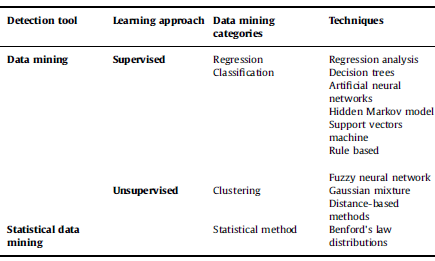 Detection tool Learning approach Data mining categories Techniques
Data mining Supervised Regression Regression analysis
Classification Decision trees
Artificial neural
networks
Hidden Markov model
Support vectors
machine
Rule based
Fuzzy neural network
Unsupervised Clustering Gaussian mixture
Distance-based
methods
Statistical data Statistical method Benford's law
mining distributions